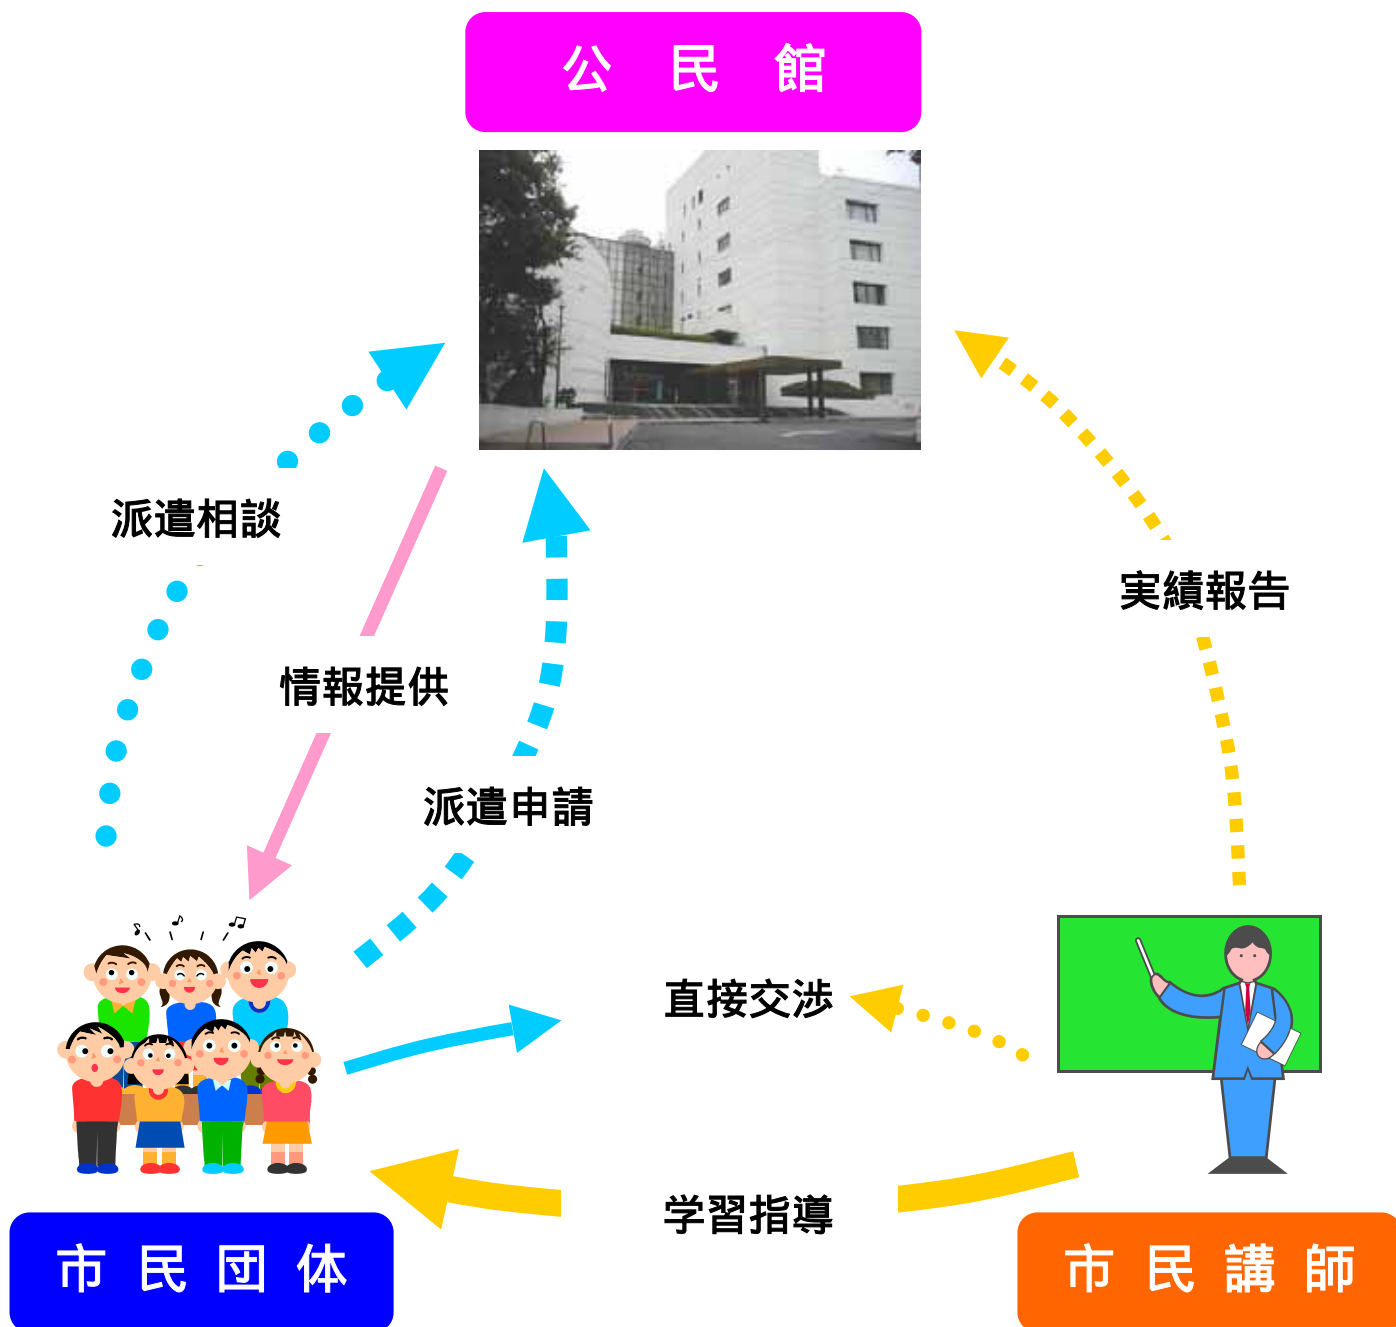 公民館
派遣相談
実績報告
情報提供
派遣申請
直接交渉
学習指導
市民団体
市民講師